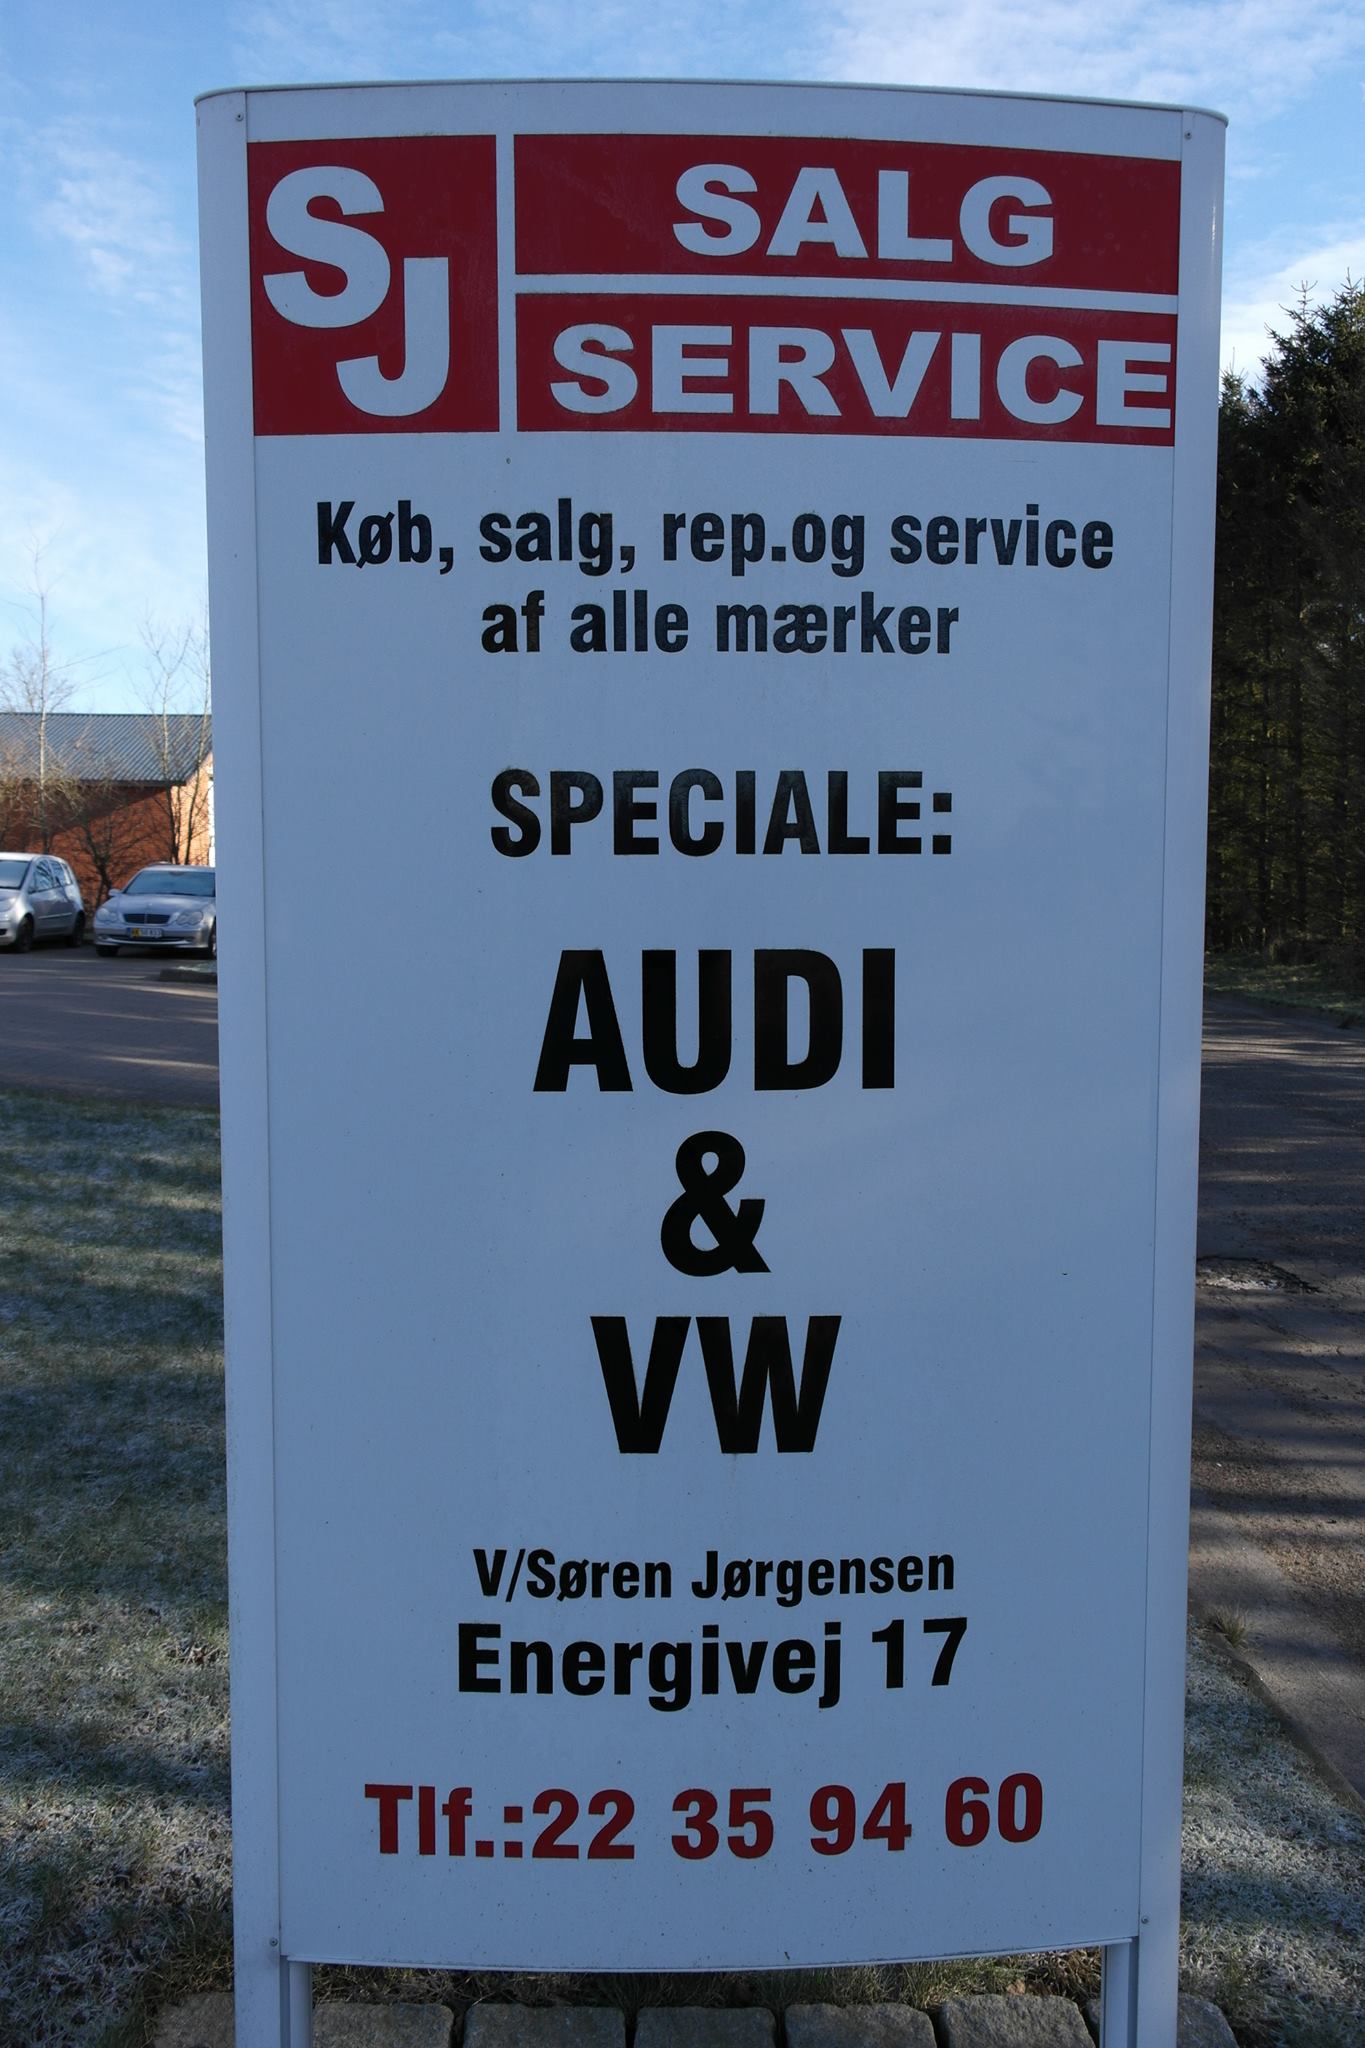 SJ
SALG
SERVICE
Køb, salg, rep.og service
af alle mærker
SPECIALE:
AUDI
&
VW
V/Søren Jørgensen
Energivej 17
Tlf.:22 35 94 60